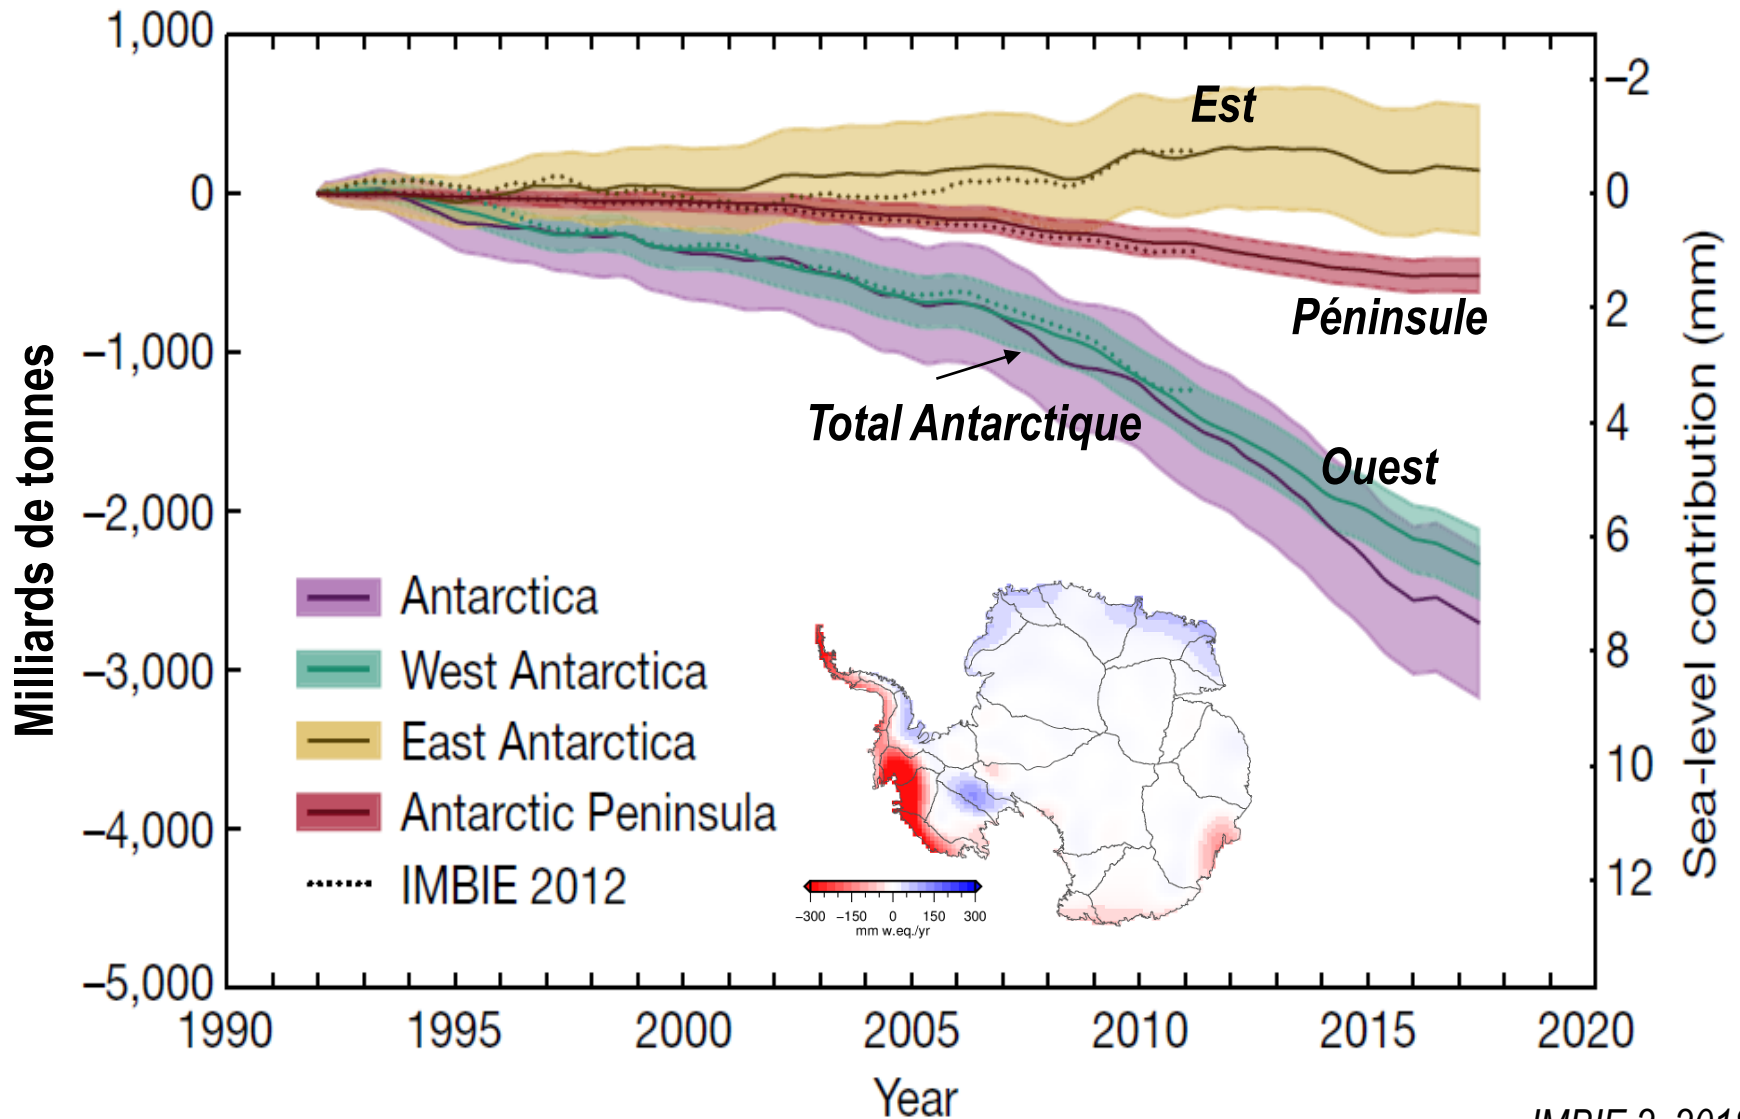 1,000
0
−1,000
−2,000
−3,000
−4,000
−5,000
Milliards de tonnes
−2
0
2
4
6
8
10
12
Sea-level contribution (mm)
Est
Péninsule
Total Antarctique
Ouest
Antarctica
West Antarctica
East Antarctica
Antarctic Peninsula
IMBIE 2012
−300 −150 0 150 300
mm w.eq./yr
1990 1995 2000 2005 2010 2015 2020
Year